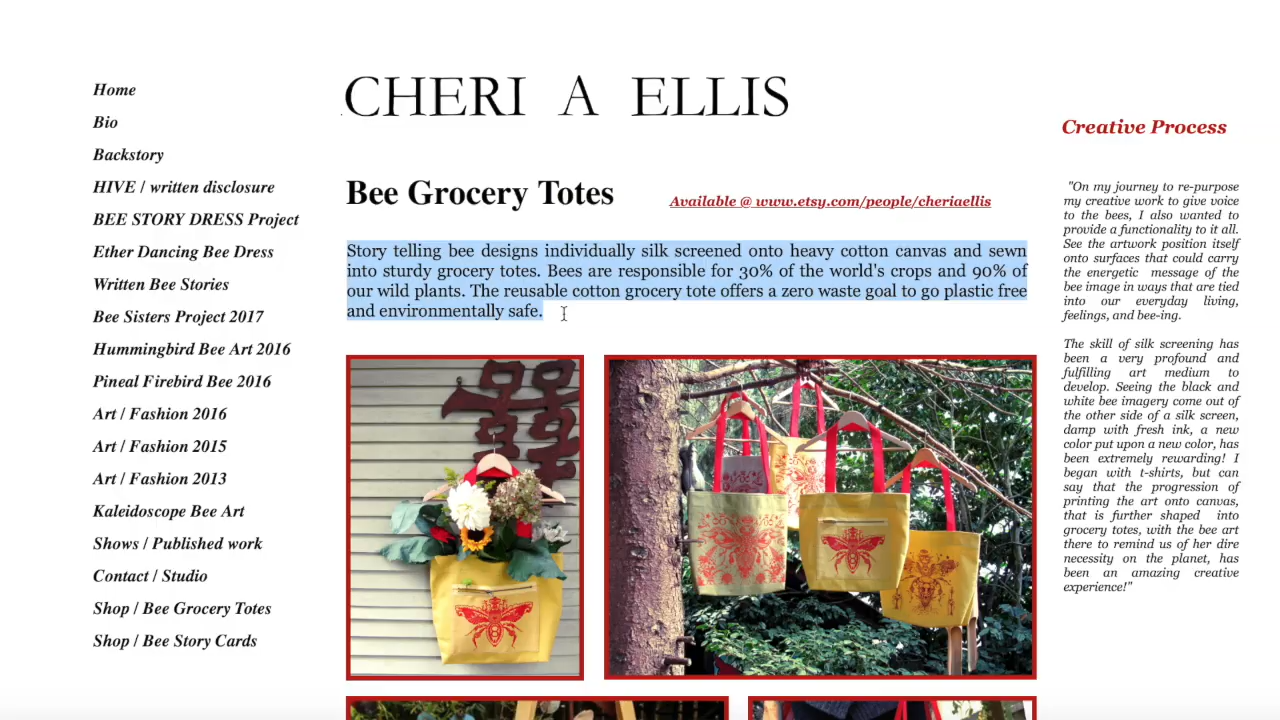 CHERI A ELLIS
Home
Bio
Backstory
HIVE / written disclosure
BEE STORY DRESS Project
Ether Dancing Bee Dress
Written Bee Stories
Bee Sisters Project 2017
Hummingbird Bee Art 2016
Pineal Firebird Bee 2016
Art / Fashion 2016
Art / Fashion 2015
Art / Fashion 2013
Kaleidoscope Bee Art
Shows / Published work
Contact / Studio
Shop / Bee Grocery Totes
Shop / Bee Story Cards
Bee Grocery Totes
Available @ www.etsy.com/people/cheriaellis
Story telling bee designs individually silk screened onto heavy cotton canvas and sewn
into sturdy grocery totes. Bees are responsible for 30% of the world's crops and 90% of
our wild plants. The reusable cotton grocery tote offers a zero waste goal to go plastic free
and environmentally safe.
Creative Process
"On my journey to re-purpose
my creative work to give voice
to the bees, I also wanted to
provide a functionality to it all.
See the artwork position itself
onto surfaces that could carry
the energetic message of the
bee image in ways that are tied
into our everyday living,
feelings, and bee-ing.
The skill of silk screening has
been a very profound and
fulfilling art medium to
develop. Seeing the black and
white bee imagery come out of
the other side of a silk screen,
damp with fresh ink, a new
color put upon a new color, has
been extremely rewarding! I
began with t-shirts, but can
say that the progression of
printing the art onto canvas,
that is further shaped into
grocery totes, with the bee art
there to remind us of her dire
necessity on the planet, has
been an amazing creative
experience!"